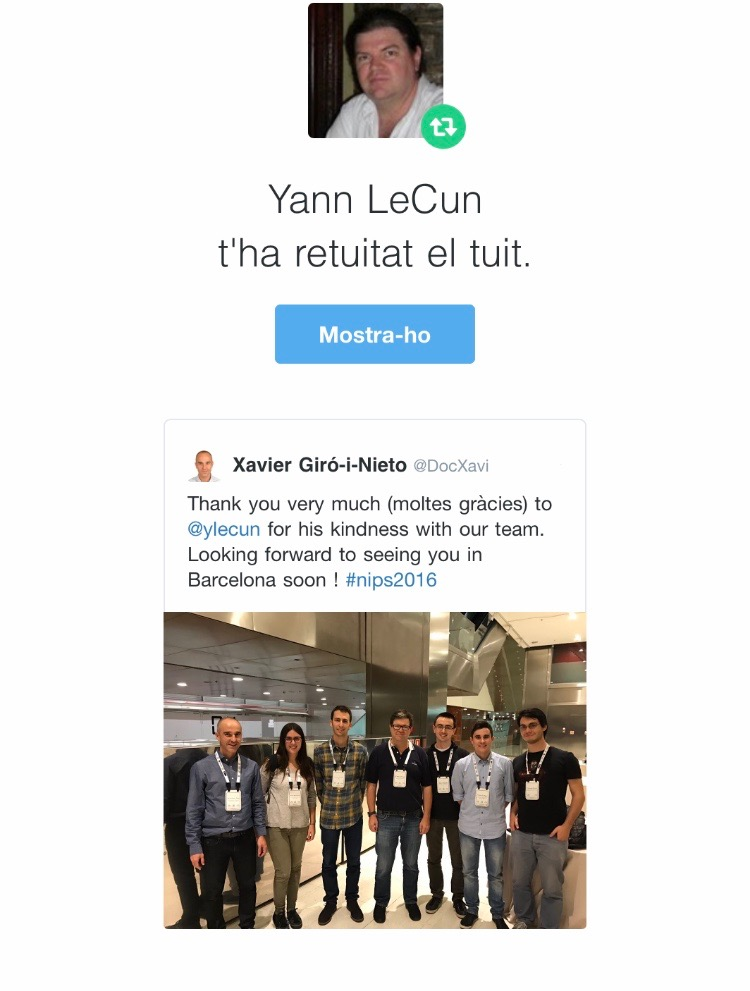 Yann LeCun
t'ha retuitat el tuit.
Mostra-ho
Xavier Giró-i-Nieto @DocXavi
Thank you very much (moltes gràcies) to
@ylecun for his kindness with our team.
Looking forward to seeing you in
Barcelona soon ! #nips2016